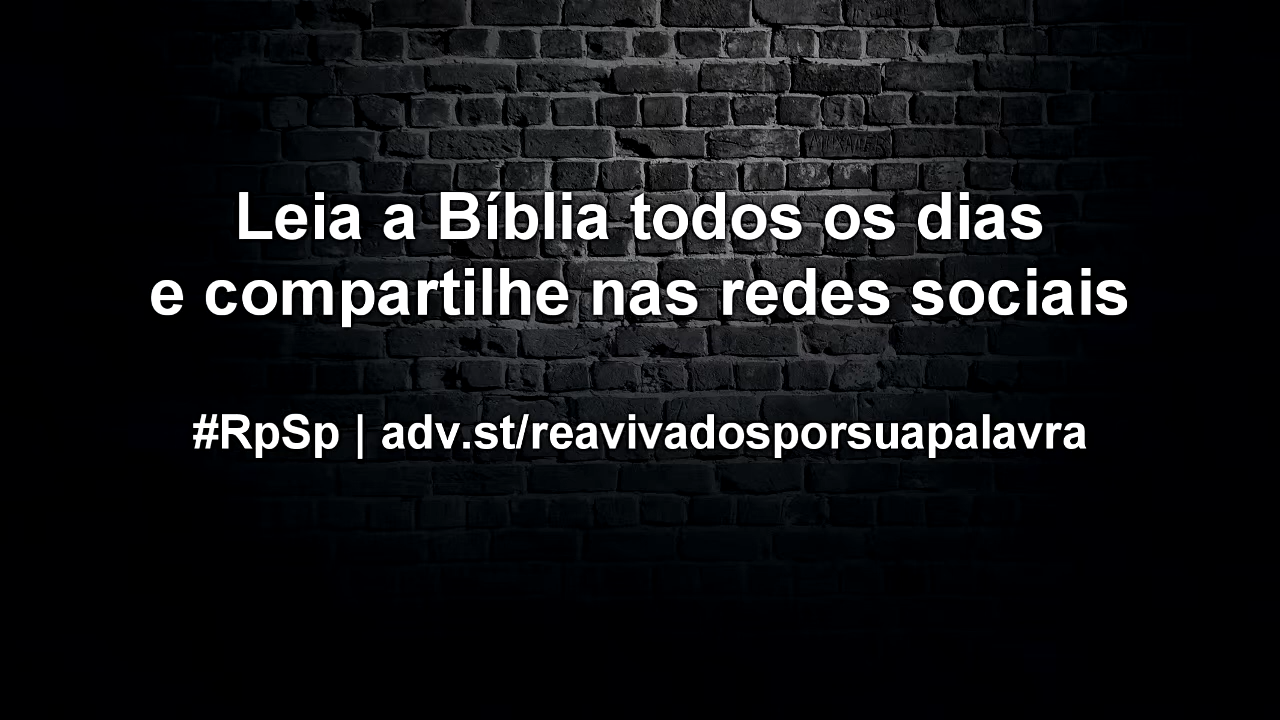 Leia a Bíblia todos os dias
e compartilhe nas redes sociais
#RpSp | adv.st/reavivadosporsuapalavra